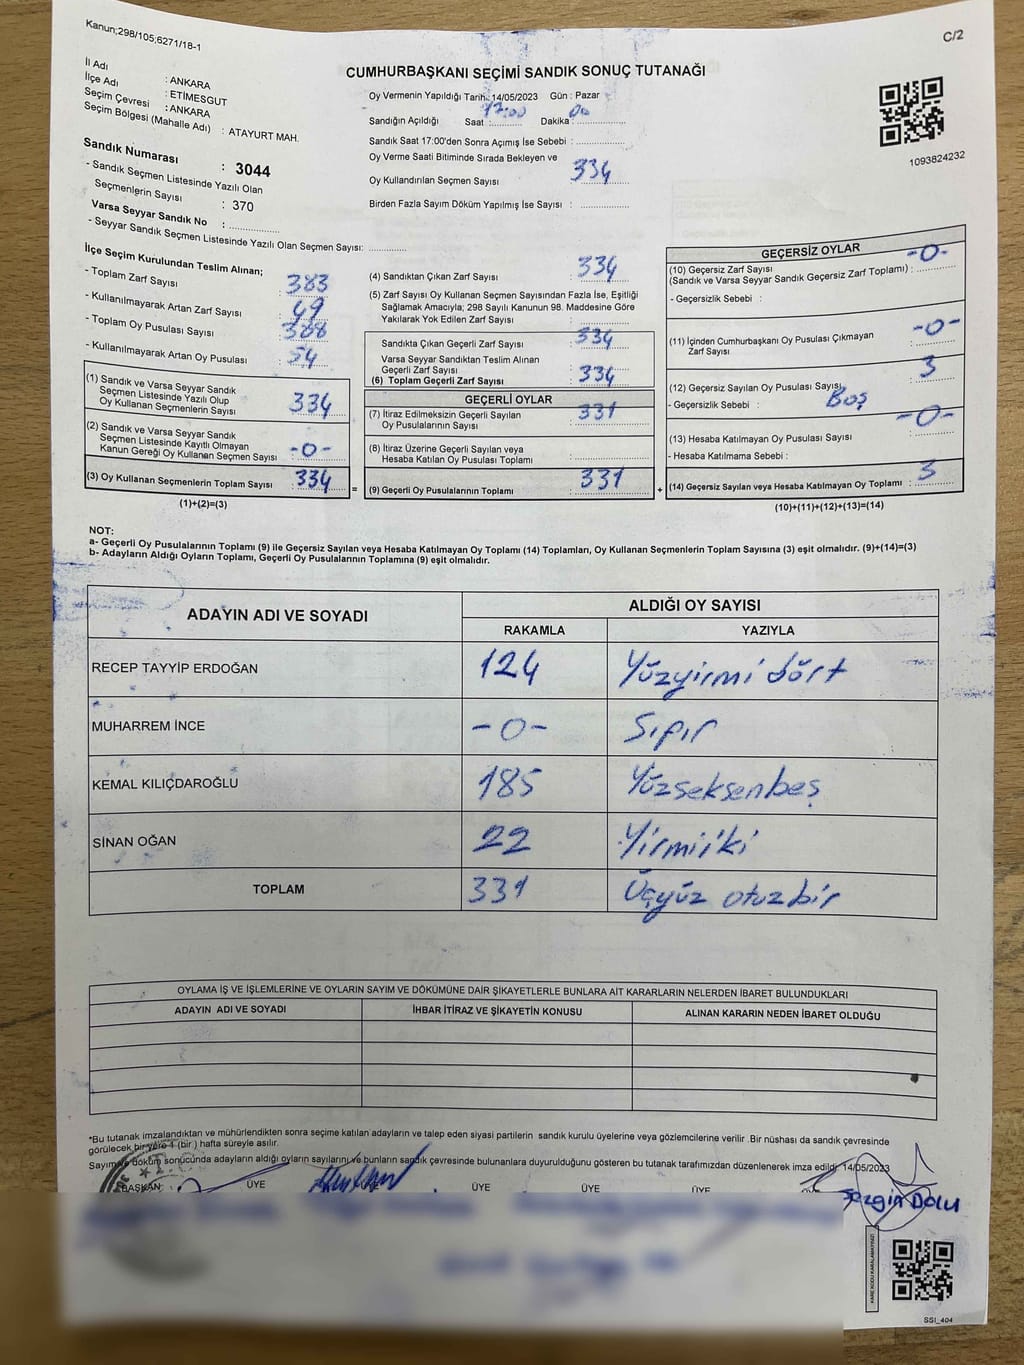 Kanun;298/105;6271/18-1
C/2
CUMHURBAŞKANI SEÇİMİ SANDIK SONUÇ TUTANAĞI
İl Adı : ANKARA
İlçe Adı : ETİMESGUT
Seçim Çevresi : ANKARA
Seçim Bölgesi (Mahalle Adı) : ATAYURT MAH.
Sandık Numarası : 3044
- Sandık Seçmen Listesinde Yazılı Olan
Seçmenlerin Sayısı : 370
Varsa Seyyar Sandık No :
- Seyyar Sandık Seçmen Listesinde Yazılı Olan Seçmen Sayısı:
Oy Vermenin Yapıldığı Tarih: 14/05/2023 Gün : Pazar
Sandığın Açıldığı Saat : 17:00 Dakika : 00
Sandık Saat 17:00'den Sonra Açımış İse Sebebi :
Oy Verme Saati Bitiminde Sırada Bekleyen ve
Oy Kullandırılan Seçmen Sayısı : 334
Birden Fazla Sayım Döküm Yapılmış İse Sayısı :
1093824232
İlçe Seçim Kurulundan Teslim Alınan;
- Toplam Zarf Sayısı : 383
- Kullanılmayarak Artan Zarf Sayısı : 49
- Toplam Oy Pusulası Sayısı : 388
- Kullanılmayarak Artan Oy Pusulası : 54
(1) Sandık ve Varsa Seyyar Sandık
Seçmen Listesinde Yazılı Olup
Oy Kullanan Seçmenlerin Sayısı : 334
(2) Sandık ve Varsa Seyyar Sandık
Seçmen Listesinde Kayıtlı Olmayan
Kanun Gereği Oy Kullanan Seçmen Sayısı : -0-
(3) Oy Kullanan Seçmenlerin Toplam Sayısı : 334
(1)+(2)=(3)
(4) Sandıktan Çıkan Zarf Sayısı : 334
(5) Zarf Sayısı Oy Kullanan Seçmen Sayısından Fazla İse, Eşitliği
Sağlamak Amacıyla; 298 Sayılı Kanunun 98. Maddesine Göre
Yakılarak Yok Edilen Zarf Sayısı :
Sandıkta Çıkan Geçerli Zarf Sayısı : 334
Varsa Seyyar Sandıktan Teslim Alınan
Geçerli Zarf Sayısı :
(6) Toplam Geçerli Zarf Sayısı : 334
GEÇERLİ OYLAR
(7) İtiraz Edilmeksizin Geçerli Sayılan
Oy Pusulalarının Sayısı : 331
(8) İtiraz Üzerine Geçerli Sayılan veya
Hesaba Katılan Oy Pusulası Toplamı :
= (9) Geçerli Oy Pusulalarının Toplamı : 331
GEÇERSİZ OYLAR
(10) Geçersiz Zarf Sayısı
(Sandık ve Varsa Seyyar Sandık Geçersiz Zarf Toplamı) : -0-
- Geçersizlik Sebebi :
(11) İçinden Cumhurbaşkanı Oy Pusulası Çıkmayan
Zarf Sayısı : -0-
(12) Geçersiz Sayılan Oy Pusulası Sayısı : 3
- Geçersizlik Sebebi : Boş
(13) Hesaba Katılmayan Oy Pusulası Sayısı : -0-
- Hesaba Katılmama Sebebi :
+ (14) Geçersiz Sayılan veya Hesaba Katılmayan Oy Toplamı : 3
(10)+(11)+(12)+(13)=(14)
NOT:
a- Geçerli Oy Pusulalarının Toplamı (9) ile Geçersiz Sayılan veya Hesaba Katılmayan Oy Toplamı (14) Toplamları, Oy Kullanan Seçmenlerin Toplam Sayısına (3) eşit olmalıdır. (9)+(14)=(3)
b- Adayların Aldığı Oyların Toplamı, Geçerli Oy Pusulalarının Toplamına (9) eşit olmalıdır.
ADAYIN ADI VE SOYADI ALDIĞI OY SAYISI
RAKAMLA YAZIYLA
RECEP TAYYİP ERDOĞAN 124 Yüzyirmi dört
MUHARREM İNCE -0- Sıfır
KEMAL KILIÇDAROĞLU 185 Yüzseksenbeş
SİNAN OĞAN 22 Yirmiiki
TOPLAM 331 Üçyüz otuzbir
OYLAMA İŞ VE İŞLEMLERİNE VE OYLARIN SAYIM VE DÖKÜMÜNE DAİR ŞİKAYETLERLE BUNLARA AİT KARARLARIN NELERDEN İBARET BULUNDUKLARI
ADAYIN ADI VE SOYADI İHBAR İTİRAZ VE ŞİKAYETİN KONUSU ALINAN KARARIN NEDEN İBARET OLDUĞU
*Bu tutanak imzalandıktan ve mühürlendikten sonra seçime katılan adayların ve talep eden siyasi partilerin sandık kurulu üyelerine veya gözlemcilerine verilir .Bir nüshası da sandık çevresinde
görülecek bir yere 1 (bir ) hafta süreyle asılır.
Sayım ve döküm sonucunda adayların aldığı oyların sayılarını ve bunların sandık çevresinde bulunanlara duyurulduğunu gösteren bu tutanak tarafımızdan düzenlenerek imza edildi. 14/05/2023
BAŞKAN ÜYE ÜYE ÜYE ÜYE ÜYE ÜYE
T.C.
Sezgin DOLU
KARE KODU KARALAMAYINIZ!
SSI_404